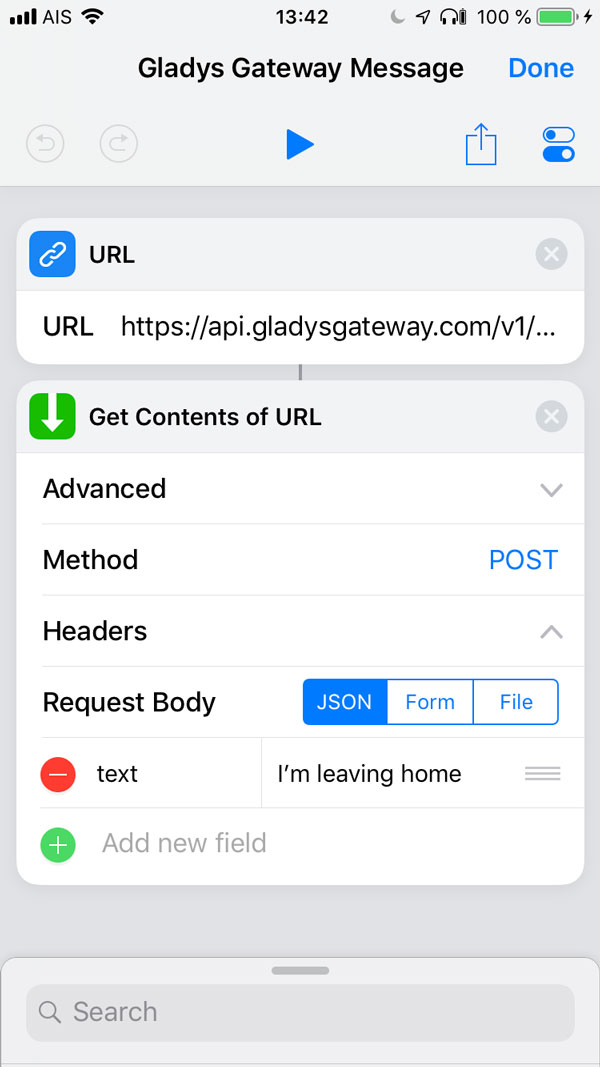 AIS 13:42 100 %
Gladys Gateway Message Done
URL
URL https://api.gladysgateway.com/v1/...
Get Contents of URL
Advanced
Method POST
Headers
Request Body JSON Form File
text I'm leaving home
Add new field
Search